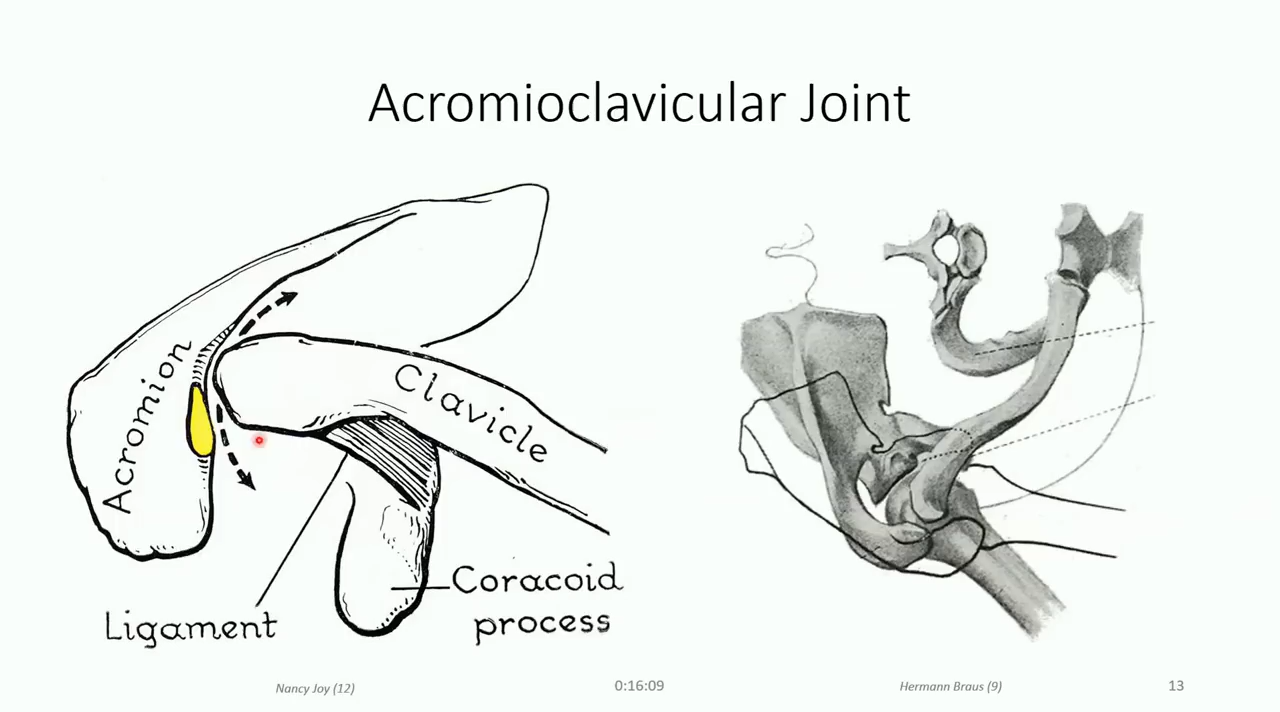 Acromioclavicular Joint
Acromion
Clavicle
Ligament
Coracoid
process
Nancy Joy (12)
0:16:09
Hermann Braus (9)
13